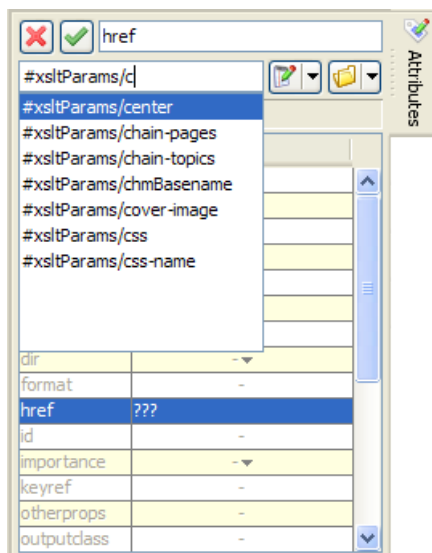 href
#xsltParams/c
#xsltParams/center
#xsltParams/chain-pages
#xsltParams/chain-topics
#xsltParams/chmBasename
#xsltParams/cover-image
#xsltParams/css
#xsltParams/css-name
dir -
format -
href ???
id -
importance -
keyref -
otherprops -
outputclass -
Attributes